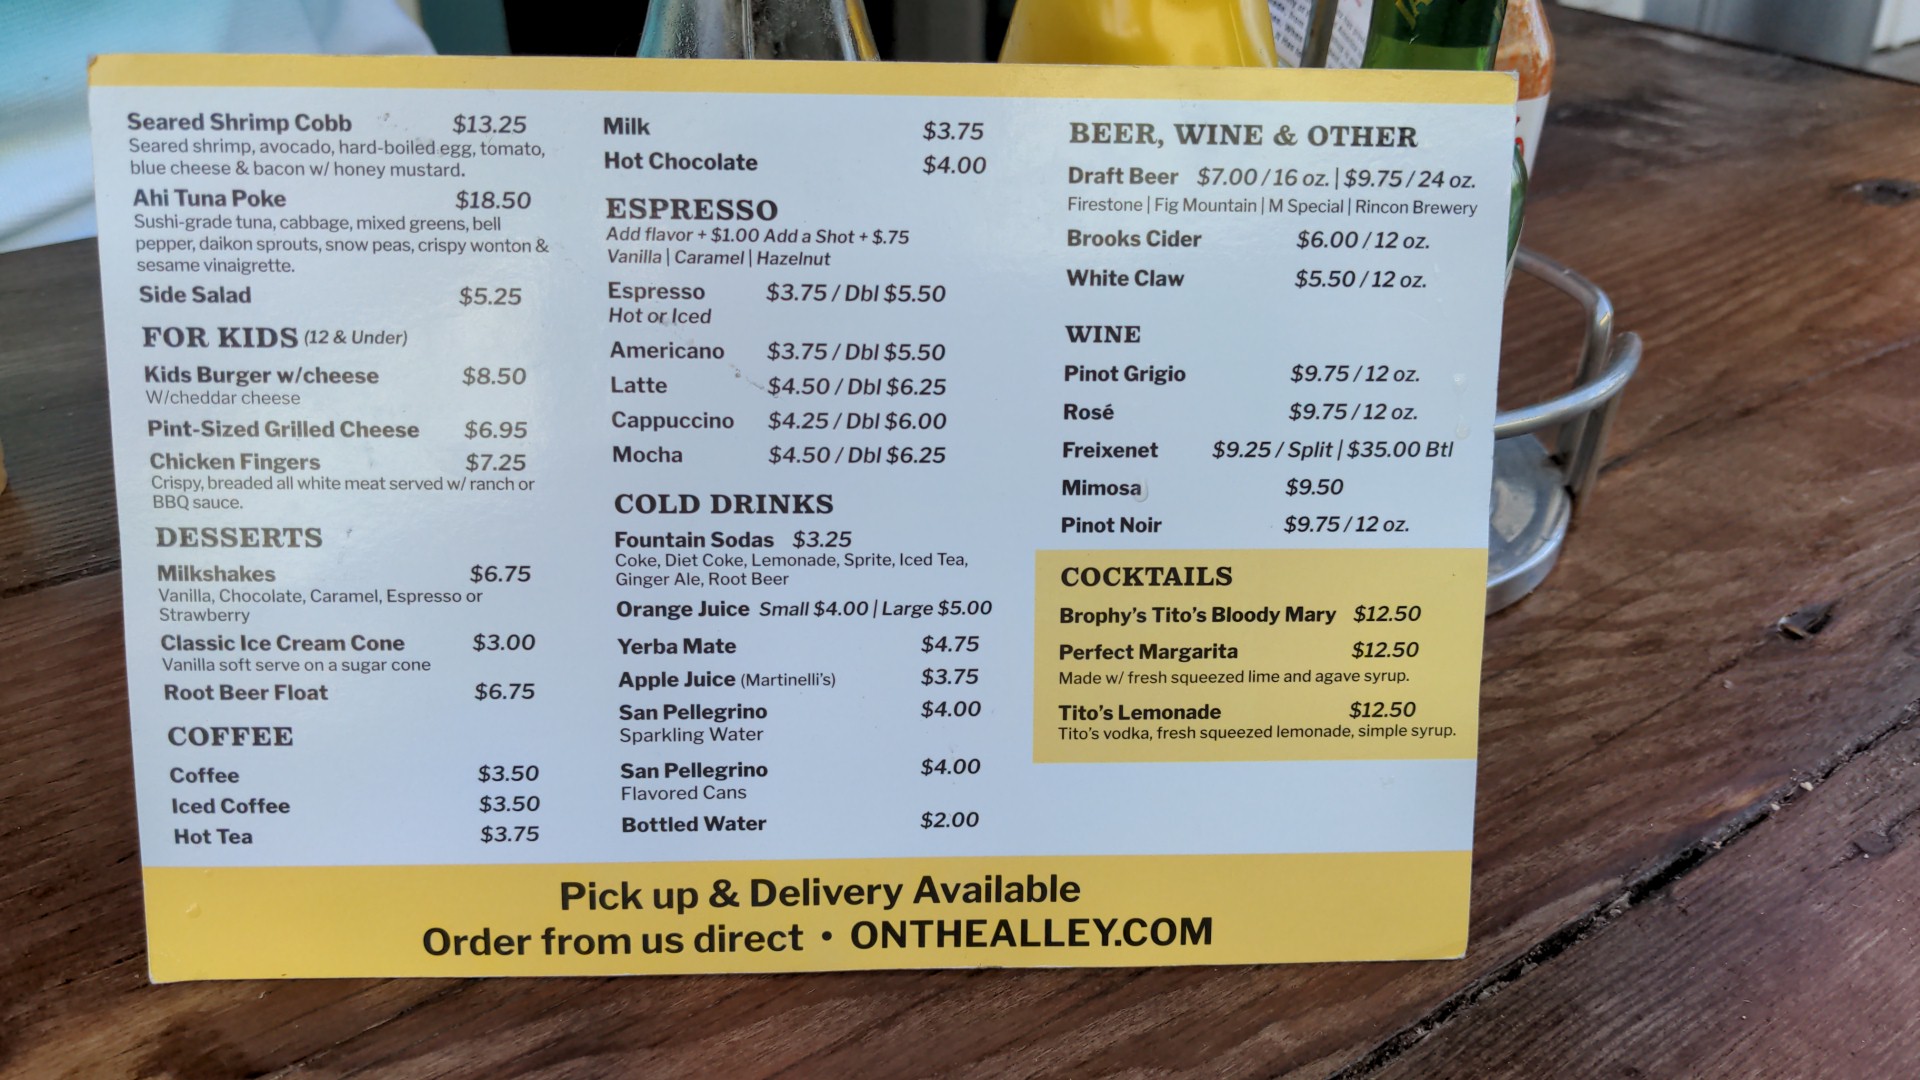 Seared Shrimp Cobb $13.25
Seared shrimp, avocado, hard-boiled egg, tomato,
blue cheese & bacon w/ honey mustard.
Ahi Tuna Poke $18.50
Sushi-grade tuna, cabbage, mixed greens, bell
pepper, daikon sprouts, snow peas, crispy wonton &
sesame vinaigrette.
Side Salad $5.25
FOR KIDS (12 & Under)
Kids Burger w/cheese $8.50
W/cheddar cheese
Pint-Sized Grilled Cheese $6.95
Chicken Fingers $7.25
Crispy, breaded all white meat served w/ ranch or
BBQ sauce.
DESSERTS
Milkshakes $6.75
Vanilla, Chocolate, Caramel, Espresso or
Strawberry
Classic Ice Cream Cone $3.00
Vanilla soft serve on a sugar cone
Root Beer Float $6.75
COFFEE
Coffee $3.50
Iced Coffee $3.50
Hot Tea $3.75
Milk $3.75
Hot Chocolate $4.00
ESPRESSO
Add flavor + $1.00 Add a Shot + $.75
Vanilla | Caramel | Hazelnut
Espresso $3.75 / Dbl $5.50
Hot or Iced
Americano $3.75 / Dbl $5.50
Latte $4.50 / Dbl $6.25
Cappuccino $4.25 / Dbl $6.00
Mocha $4.50 / Dbl $6.25
COLD DRINKS
Fountain Sodas $3.25
Coke, Diet Coke, Lemonade, Sprite, Iced Tea,
Ginger Ale, Root Beer
Orange Juice Small $4.00 | Large $5.00
Yerba Mate $4.75
Apple Juice (Martinelli's) $3.75
San Pellegrino $4.00
Sparkling Water
San Pellegrino $4.00
Flavored Cans
Bottled Water $2.00
BEER, WINE & OTHER
Draft Beer $7.00 / 16 oz. | $9.75 / 24 oz.
Firestone | Fig Mountain | M Special | Rincon Brewery
Brooks Cider $6.00 / 12 oz.
White Claw $5.50 / 12 oz.
WINE
Pinot Grigio $9.75 / 12 oz.
Rosé $9.75 / 12 oz.
Freixenet $9.25 / Split | $35.00 Btl
Mimosa $9.50
Pinot Noir $9.75 / 12 oz.
COCKTAILS
Brophy's Tito's Bloody Mary $12.50
Perfect Margarita $12.50
Made w/ fresh squeezed lime and agave syrup.
Tito's Lemonade $12.50
Tito's vodka, fresh squeezed lemonade, simple syrup.
Pick up & Delivery Available
Order from us direct • ONTHEALLEY.COM